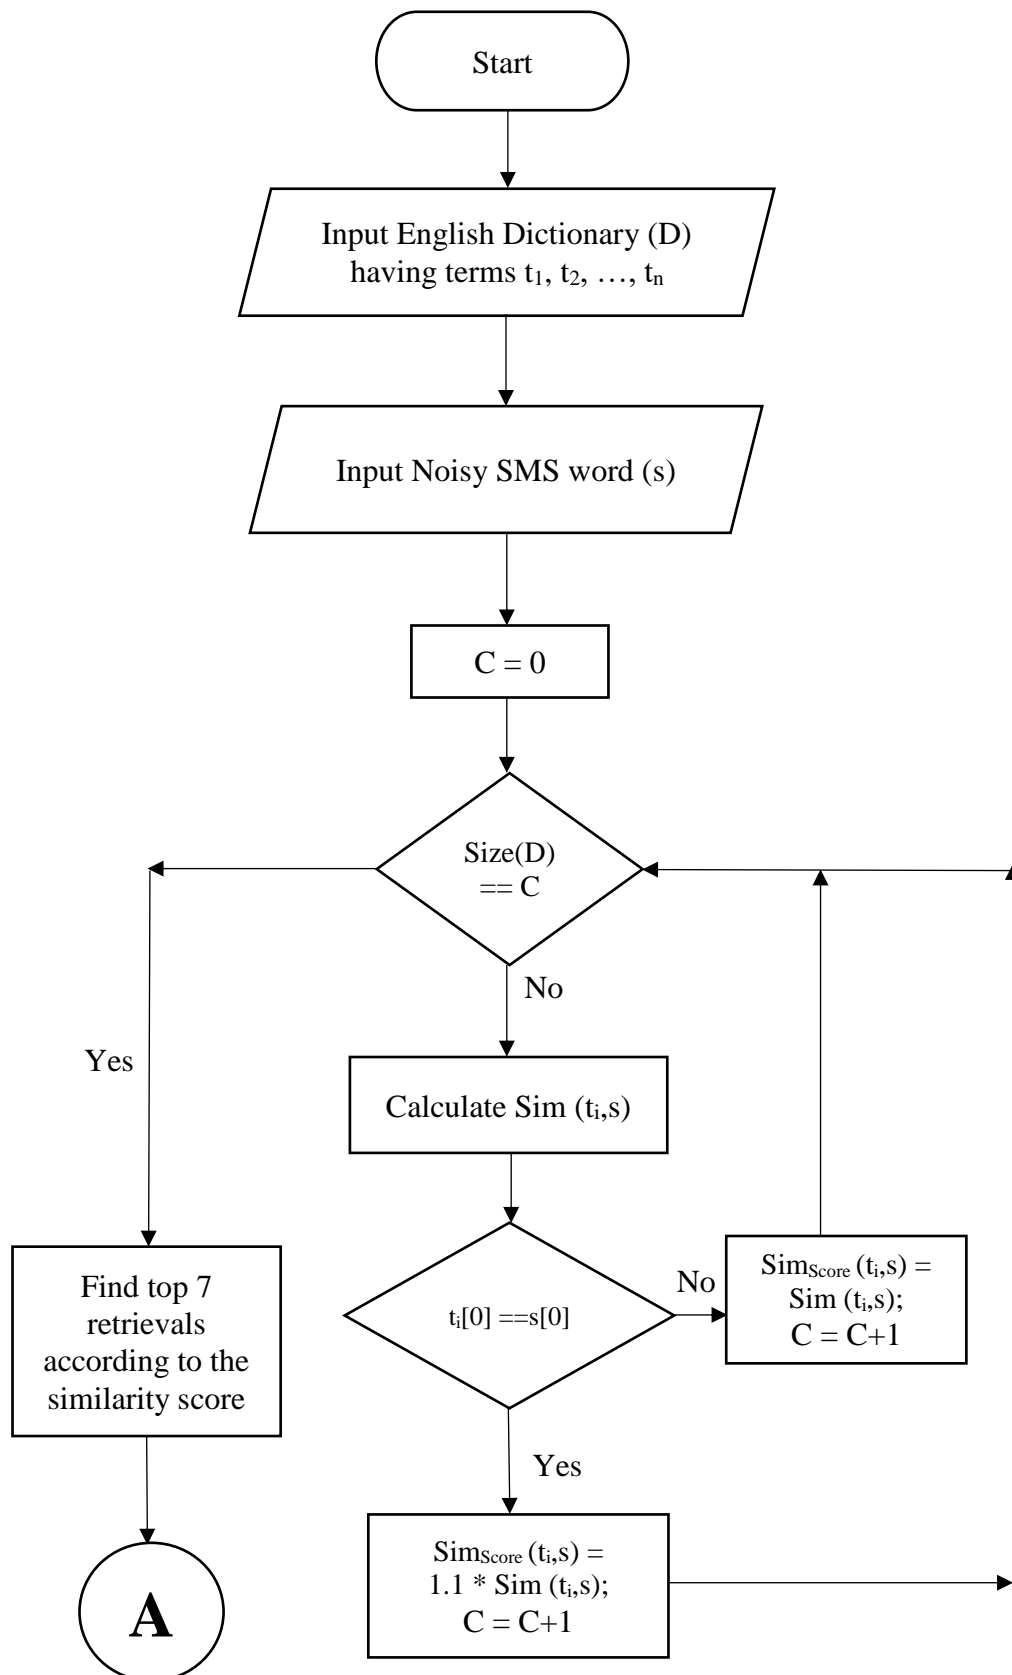 Start
Input English Dictionary (D)
having terms t₁, t₂, …, tₙ
Input Noisy SMS word (s)
C = 0
Size(D)
== C
No
Yes
Calculate Sim (tᵢ,s)
tᵢ[0] ==s[0]
No
Sim_Score (tᵢ,s) =
Sim (tᵢ,s);
C = C+1
Find top 7
retrievals
according to the
similarity score
Yes
Sim_Score (tᵢ,s) =
1.1 * Sim (tᵢ,s);
C = C+1
A